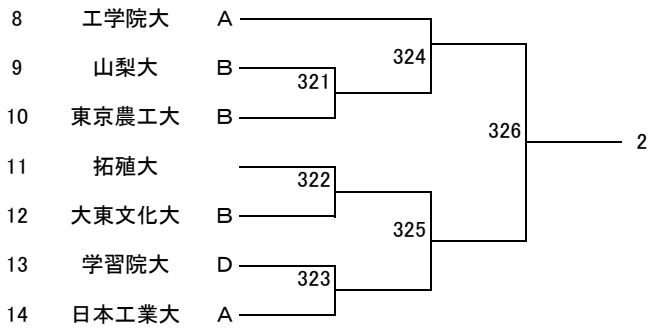 8 工学院大 A
324
9 山梨大 B
321
10 東京農工大 B
326
2
11 拓殖大
322
12 大東文化大 B
325
13 学習院大 D
323
14 日本工業大 A